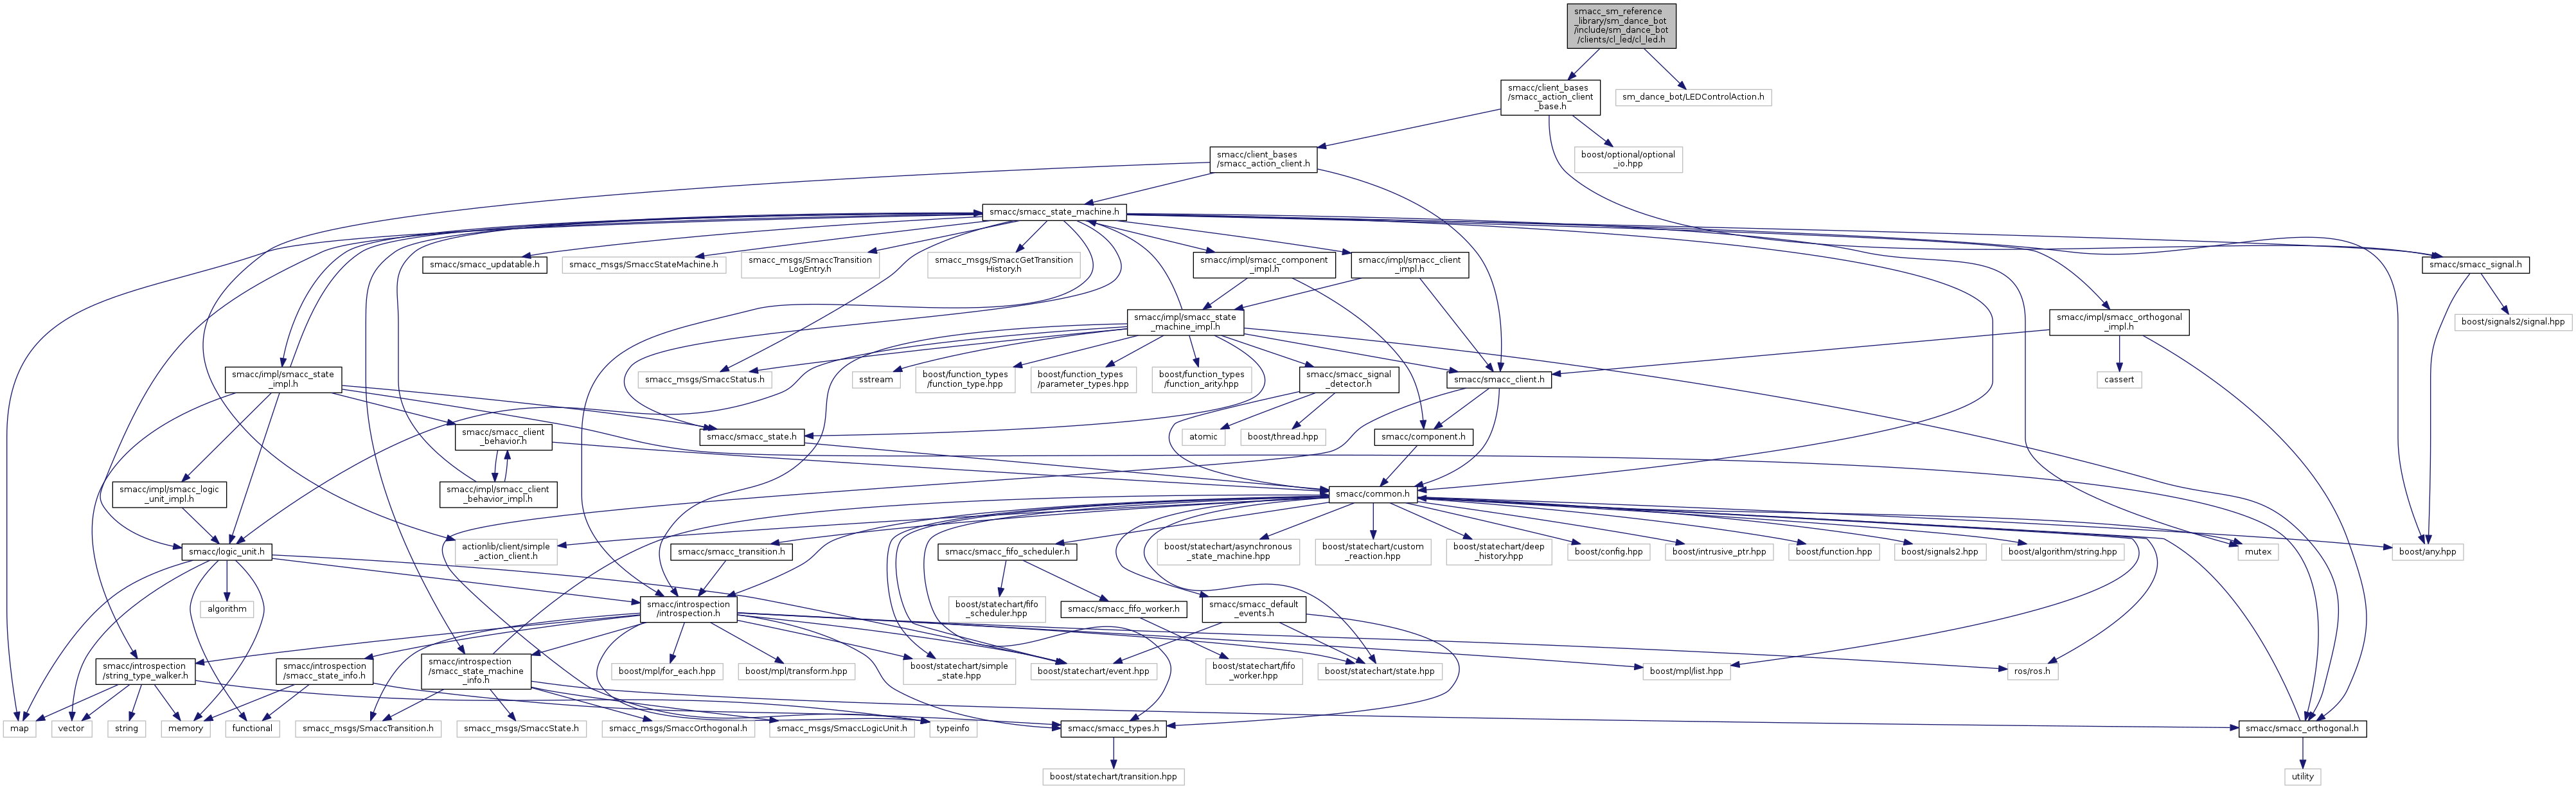 smacc_sm_reference
_library/sm_dance_bot
/include/sm_dance_bot
/clients/cl_led/cl_led.h
smacc/client_bases
/smacc_action_client
_base.h
sm_dance_bot/LEDControlAction.h
smacc/client_bases
/smacc_action_client.h
boost/optional/optional
_io.hpp
smacc/smacc_state_machine.h
smacc/smacc_updatable.h
smacc_msgs/SmaccStateMachine.h
smacc_msgs/SmaccTransition
LogEntry.h
smacc_msgs/SmaccGetTransition
History.h
smacc/impl/smacc_component
_impl.h
smacc/impl/smacc_client
_impl.h
smacc/smacc_signal.h
smacc/impl/smacc_state
_machine_impl.h
smacc/impl/smacc_orthogonal
_impl.h
boost/signals2/signal.hpp
smacc/impl/smacc_state
_impl.h
smacc_msgs/SmaccStatus.h
sstream
boost/function_types
/function_type.hpp
boost/function_types
/parameter_types.hpp
boost/function_types
/function_arity.hpp
smacc/smacc_signal
_detector.h
smacc/smacc_client.h
cassert
smacc/smacc_client
_behavior.h
smacc/smacc_state.h
atomic
boost/thread.hpp
smacc/component.h
smacc/impl/smacc_logic
_unit_impl.h
smacc/impl/smacc_client
_behavior_impl.h
smacc/common.h
smacc/logic_unit.h
actionlib/client/simple
_action_client.h
smacc/smacc_transition.h
smacc/smacc_fifo_scheduler.h
boost/statechart/asynchronous
_state_machine.hpp
boost/statechart/custom
_reaction.hpp
boost/statechart/deep
_history.hpp
boost/config.hpp
boost/intrusive_ptr.hpp
boost/function.hpp
boost/signals2.hpp
boost/algorithm/string.hpp
mutex
boost/any.hpp
algorithm
smacc/introspection
/introspection.h
boost/statechart/fifo
_scheduler.hpp
smacc/smacc_fifo_worker.h
smacc/smacc_default
_events.h
smacc/introspection
/string_type_walker.h
smacc/introspection
/smacc_state_info.h
smacc/introspection
/smacc_state_machine
_info.h
boost/mpl/for_each.hpp
boost/mpl/transform.hpp
boost/statechart/simple
_state.hpp
boost/statechart/event.hpp
boost/statechart/fifo
_worker.hpp
boost/statechart/state.hpp
boost/mpl/list.hpp
ros/ros.h
map
vector
string
memory
functional
smacc_msgs/SmaccTransition.h
smacc_msgs/SmaccState.h
smacc_msgs/SmaccOrthogonal.h
smacc_msgs/SmaccLogicUnit.h
typeinfo
smacc/smacc_types.h
smacc/smacc_orthogonal.h
boost/statechart/transition.hpp
utility